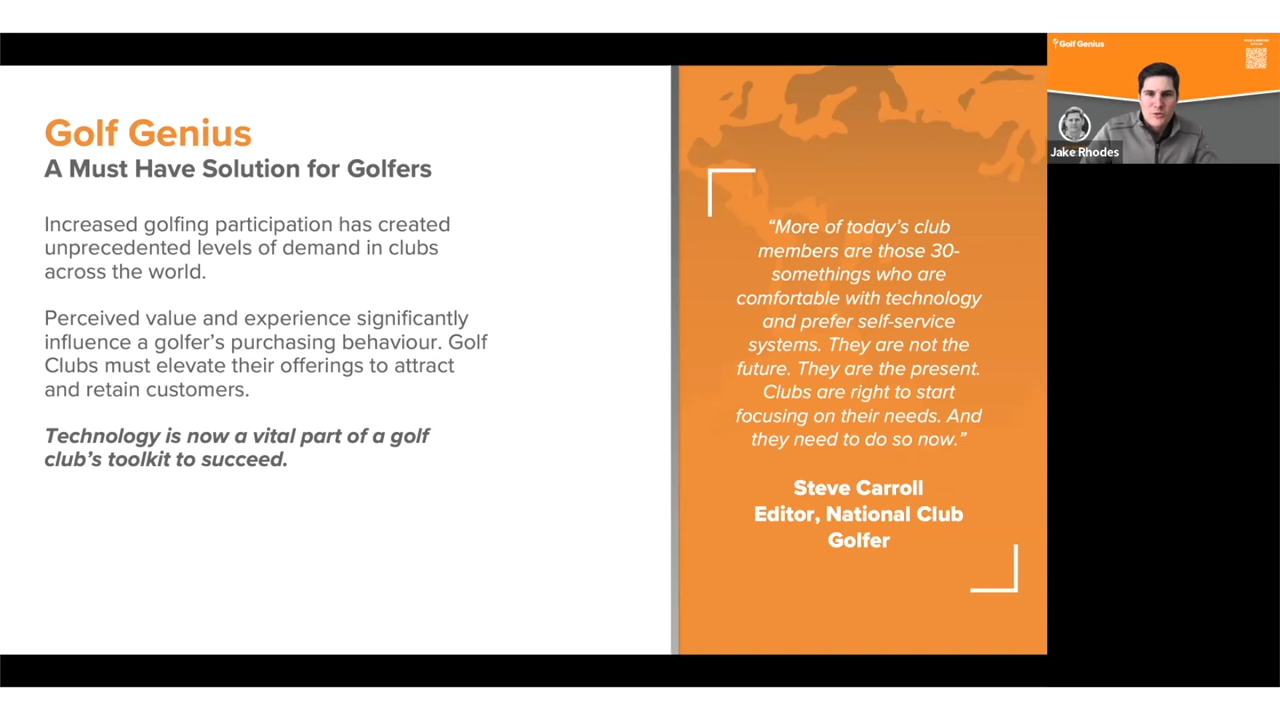 Golf Genius
A Must Have Solution for Golfers
Increased golfing participation has created
unprecedented levels of demand in clubs
across the world.
Perceived value and experience significantly
influence a golfer’s purchasing behaviour. Golf
Clubs must elevate their offerings to attract
and retain customers.
Technology is now a vital part of a golf
club’s toolkit to succeed.
“More of today’s club
members are those 30-
somethings who are
comfortable with technology
and prefer self-service
systems. They are not the
future. They are the present.
Clubs are right to start
focusing on their needs. And
they need to do so now.”
Steve Carroll
Editor, National Club
Golfer
Golf Genius
Jake Rhodes